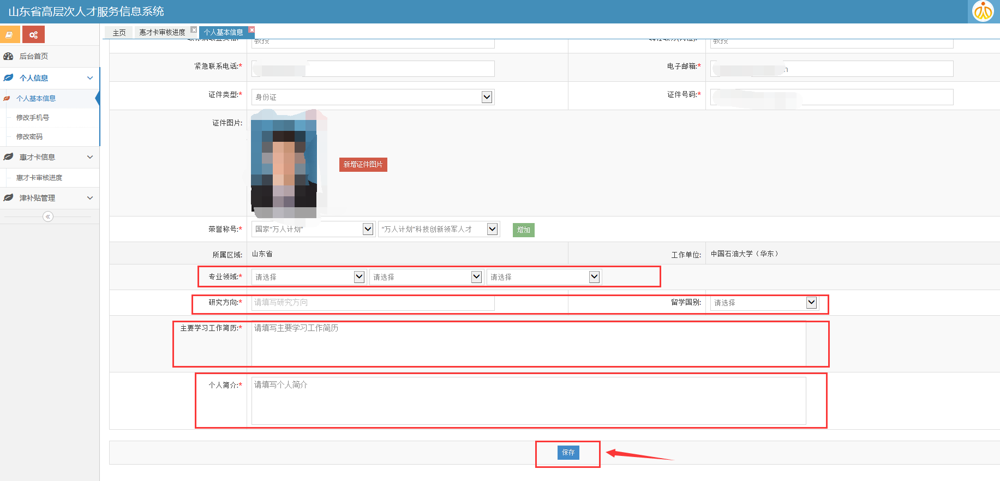 山东省高层次人才服务信息系统
主页
惠才卡审核进度
个人基本信息
后台首页
个人信息
个人基本信息
修改手机号
修改密码
惠才卡信息
惠才卡审核进度
津补贴管理
教授
教授
紧急联系电话:*
电子邮箱:*
证件类型:* 身份证
证件号码:*
证件图片:
新增证件图片
荣誉称号:* 国家“万人计划” “万人计划”科技创新领军人才 增加
所属区域: 山东省
工作单位: 中国石油大学（华东）
专业领域:* 请选择 请选择 请选择
研究方向:* 请填写研究方向
留学国别: 请选择
主要学习工作简历:* 请填写主要学习工作简历
个人简介:* 请填写个人简介
保存